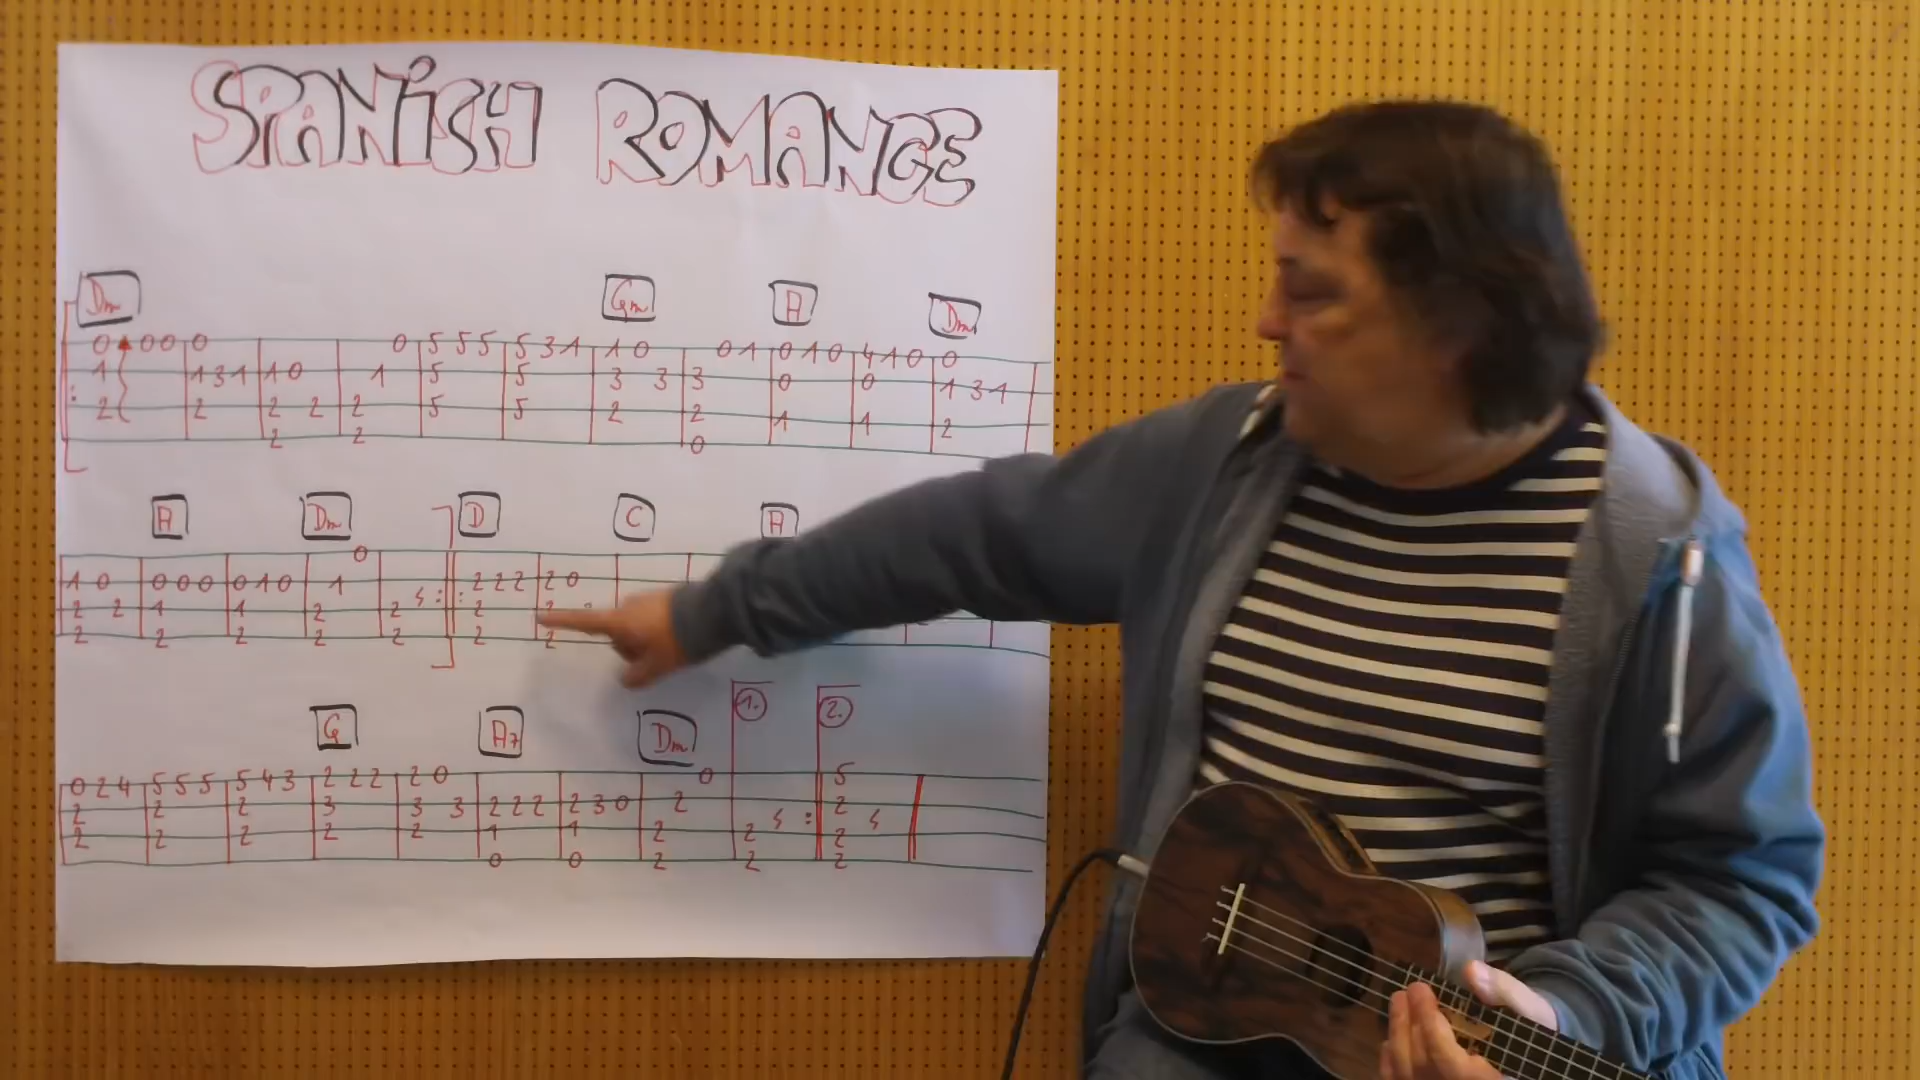 SPANiSH ROMANCE
Dm Gm A Dm
0 0 0 0 0 5 5 5 5 3 1 1 0 0 1 0 1 0 4 1 0 0
1 1 3 1 1 0 1 5 5 3 3 3 0 0 1 3 1
2 2 2 2 2 5 5 2 2 1 1 2
2 2 0
A Dm D C A
0
1 0 0 0 0 0 1 0 1 2 2 2 2 0
2 2 1 1 2 2 2 2
2 2 2 2 2 2 2
G A7 Dm 1. 2.
0 2 4 5 5 5 5 4 3 2 2 2 2 0 0 5
2 2 2 3 3 3 2 2 2 2 3 0 2 2
2 2 2 2 2 1 1 2 2 2
0 0 2 2 2